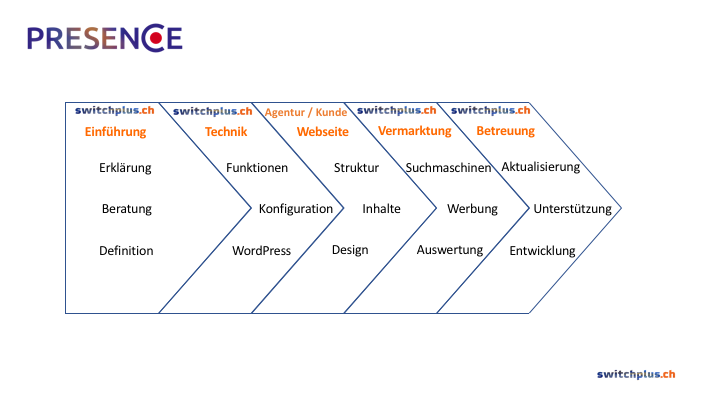 PRESENCE
switchplus.ch switchplus.ch Agentur / Kunde switchplus.ch switchplus.ch
Einführung Technik Webseite Vermarktung Betreuung
Erklärung Funktionen Struktur Suchmaschinen Aktualisierung
Beratung Konfiguration Inhalte Werbung Unterstützung
Definition WordPress Design Auswertung Entwicklung
switchplus.ch